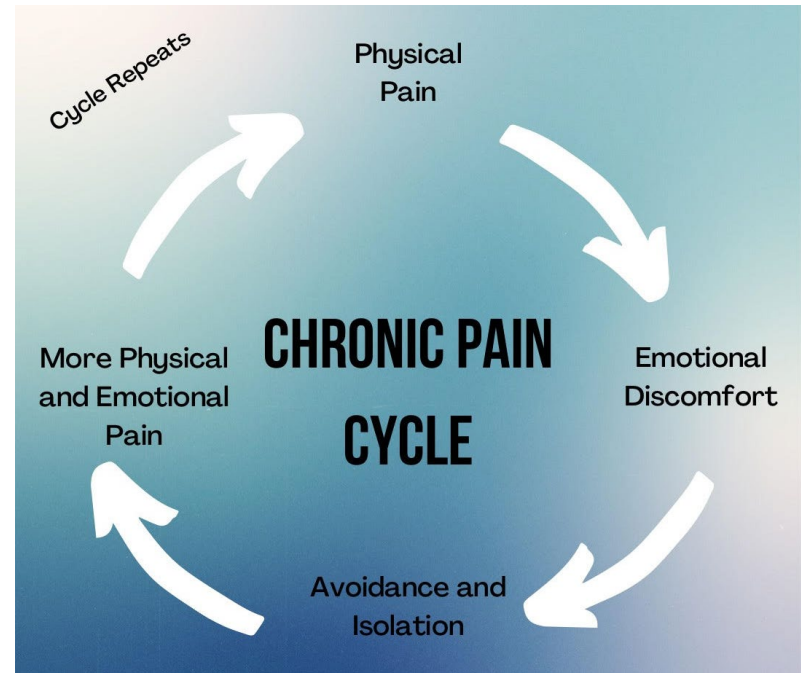 Cycle Repeats
Physical
Pain
Emotional
Discomfort
Avoidance and
Isolation
More Physical
and Emotional
Pain
CHRONIC PAIN
CYCLE